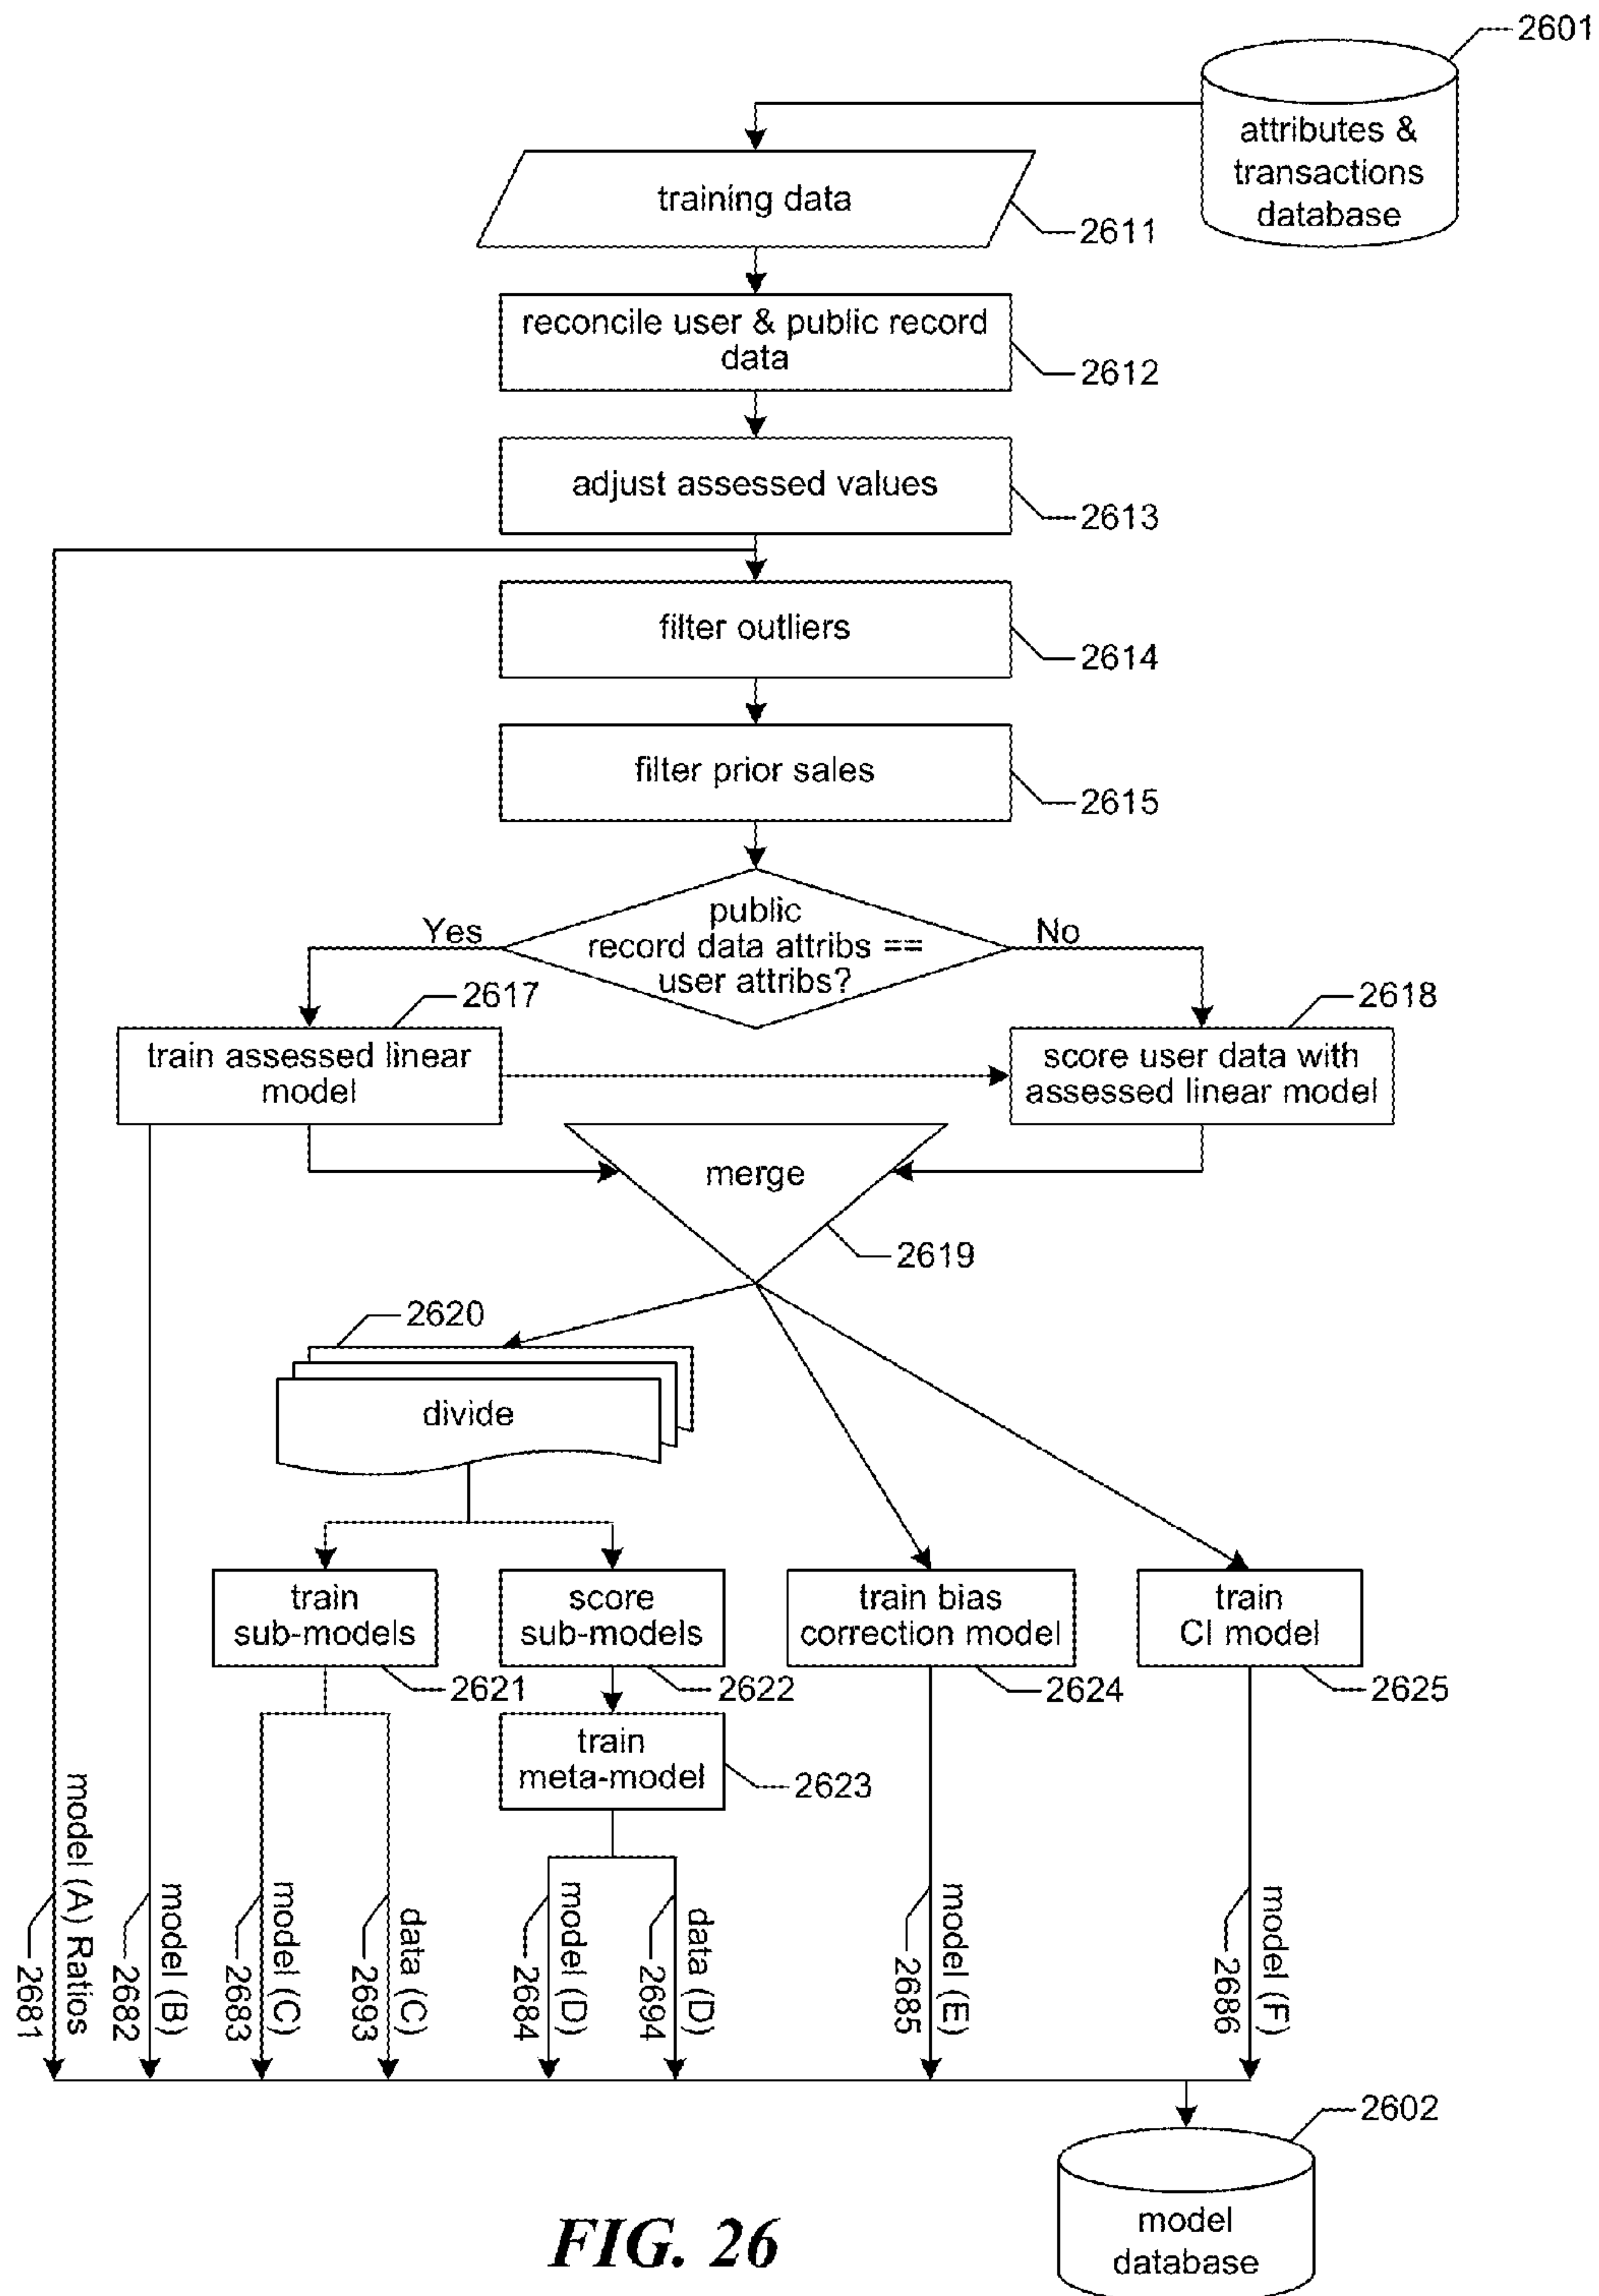 2601
attributes &
transactions
database
training data
2611
reconcile user & public record
data
2612
adjust assessed values
2613
filter outliers
2614
filter prior sales
2615
public
record data attribs ==
user attribs?
Yes
No
2617
train assessed linear
model
2618
score user data with
assessed linear model
merge
2619
2620
divide
train
sub-models
2621
score
sub-models
2622
train bias
correction model
2624
train
CI model
2625
train
meta-model
2623
model (A) Ratios
2681
model (B)
2682
model (C)
2683
data (C)
2693
model (D)
2684
data (D)
2694
model (E)
2685
model (F)
2686
2602
model
database
FIG. 26